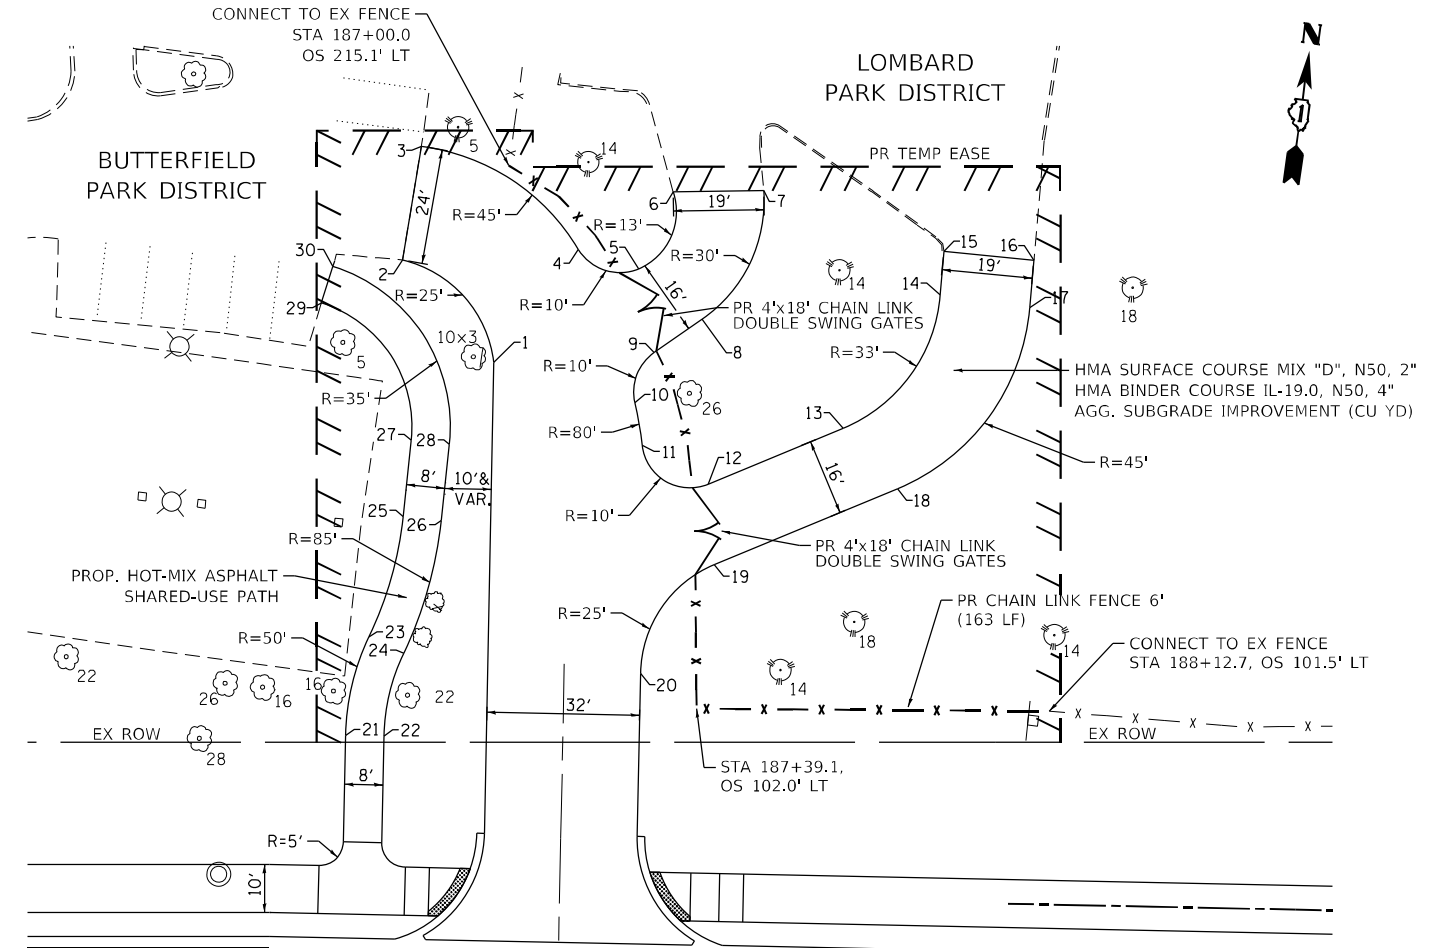 CONNECT TO EX FENCE
STA 187+00.0
OS 215.1' LT
LOMBARD
PARK DISTRICT
N
1
BUTTERFIELD
PARK DISTRICT
3
5
14
PR TEMP EASE
24'
R=45'
6
19'
7
R=13'
5
4
R=30'
15
16
19'
30
2
R=25'
R=10'
16'
14
14
17
18
29
PR 4'x18' CHAIN LINK
DOUBLE SWING GATES
10x3
1
9
8
5
R=33'
R=10'
HMA SURFACE COURSE MIX "D", N50, 2"
HMA BINDER COURSE IL-19.0, N50, 4"
AGG. SUBGRADE IMPROVEMENT (CU YD)
R=35'
10
26
13
27
28
R=80'
11
12
R=45'
8'
10'&
VAR.
16'
18
25
26
R=10'
R=85'
PR 4'x18' CHAIN LINK
DOUBLE SWING GATES
PROP. HOT-MIX ASPHALT
SHARED-USE PATH
19
R=25'
PR CHAIN LINK FENCE 6'
(163 LF)
R=50'
23
24
18
14
CONNECT TO EX FENCE
STA 188+12.7, OS 101.5' LT
22
26
16
16
22
20
14
32'
EX ROW
21
22
EX ROW
28
8'
STA 187+39.1,
OS 102.0' LT
R=5'
10'